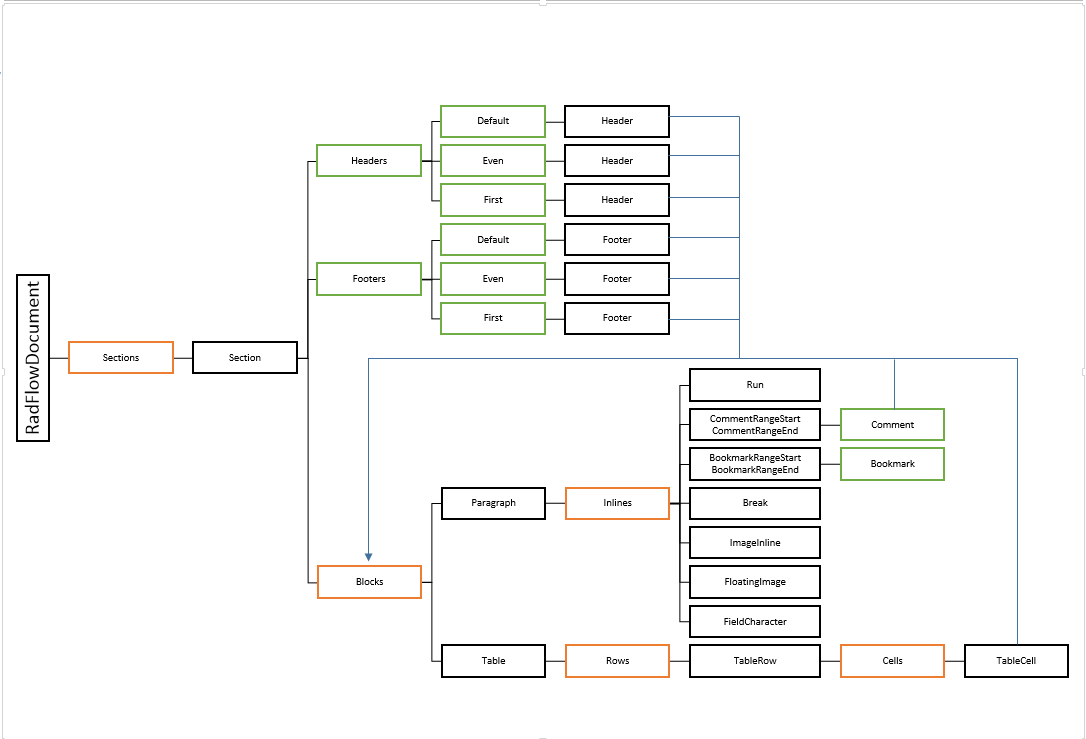 RadFlowDocument
Sections
Section
Headers
Default
Header
Even
Header
First
Header
Footers
Default
Footer
Even
Footer
First
Footer
Blocks
Paragraph
Inlines
Run
CommentRangeStart
CommentRangeEnd
Comment
BookmarkRangeStart
BookmarkRangeEnd
Bookmark
Break
ImageInline
FloatingImage
FieldCharacter
Table
Rows
TableRow
Cells
TableCell